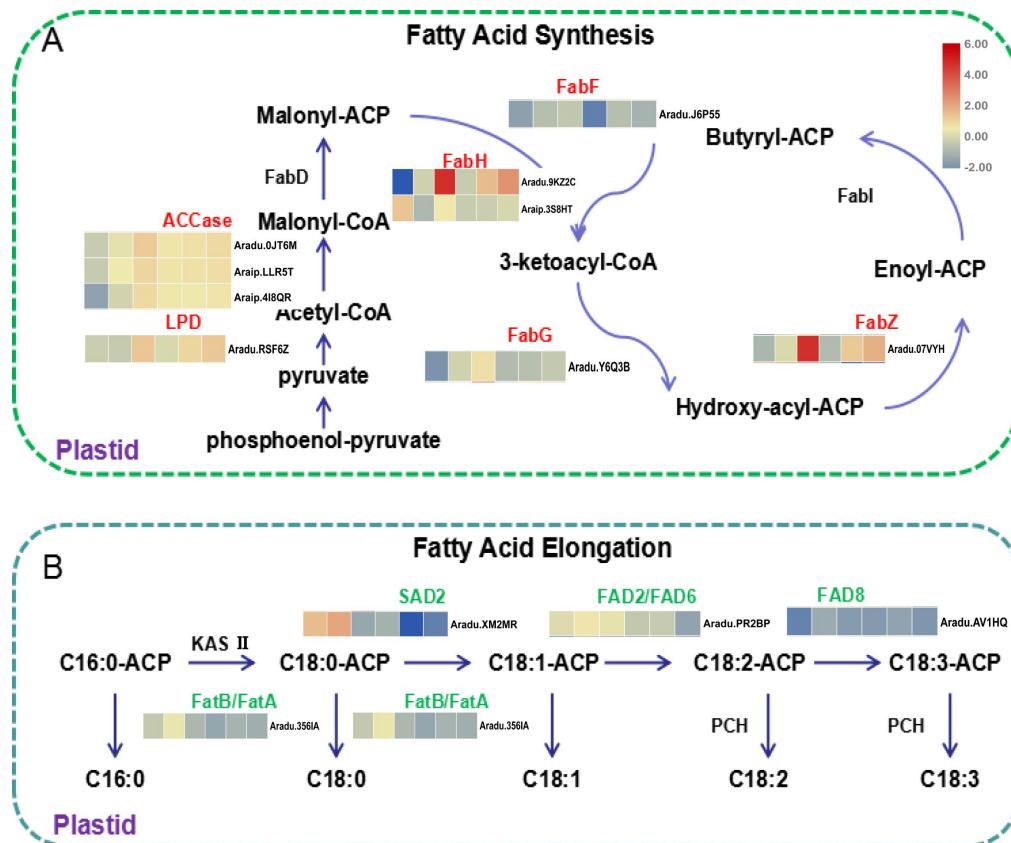 A
Fatty Acid Synthesis
6.00
4.00
2.00
0.00
-2.00
FabF
Aradu.J6P55
Malonyl-ACP
Butyryl-ACP
FabD
FabH
Aradu.9KZ2C
Araip.3S8HT
FabI
ACCase
Malonyl-CoA
Aradu.0JT6M
Araip.LLR5T
Araip.4I8QR
3-ketoacyl-CoA
Enoyl-ACP
Acetyl-CoA
LPD
Aradu.RSF6Z
FabG
Aradu.Y6Q3B
FabZ
Aradu.07VYH
pyruvate
Hydroxy-acyl-ACP
phosphoenol-pyruvate
Plastid
B
Fatty Acid Elongation
SAD2
Aradu.XM2MR
FAD2/FAD6
Aradu.PR2BP
FAD8
Aradu.AV1HQ
KAS II
C16:0-ACP
C18:0-ACP
C18:1-ACP
C18:2-ACP
C18:3-ACP
FatB/FatA
Aradu.356IA
FatB/FatA
Aradu.356IA
PCH
PCH
C16:0
C18:0
C18:1
C18:2
C18:3
Plastid